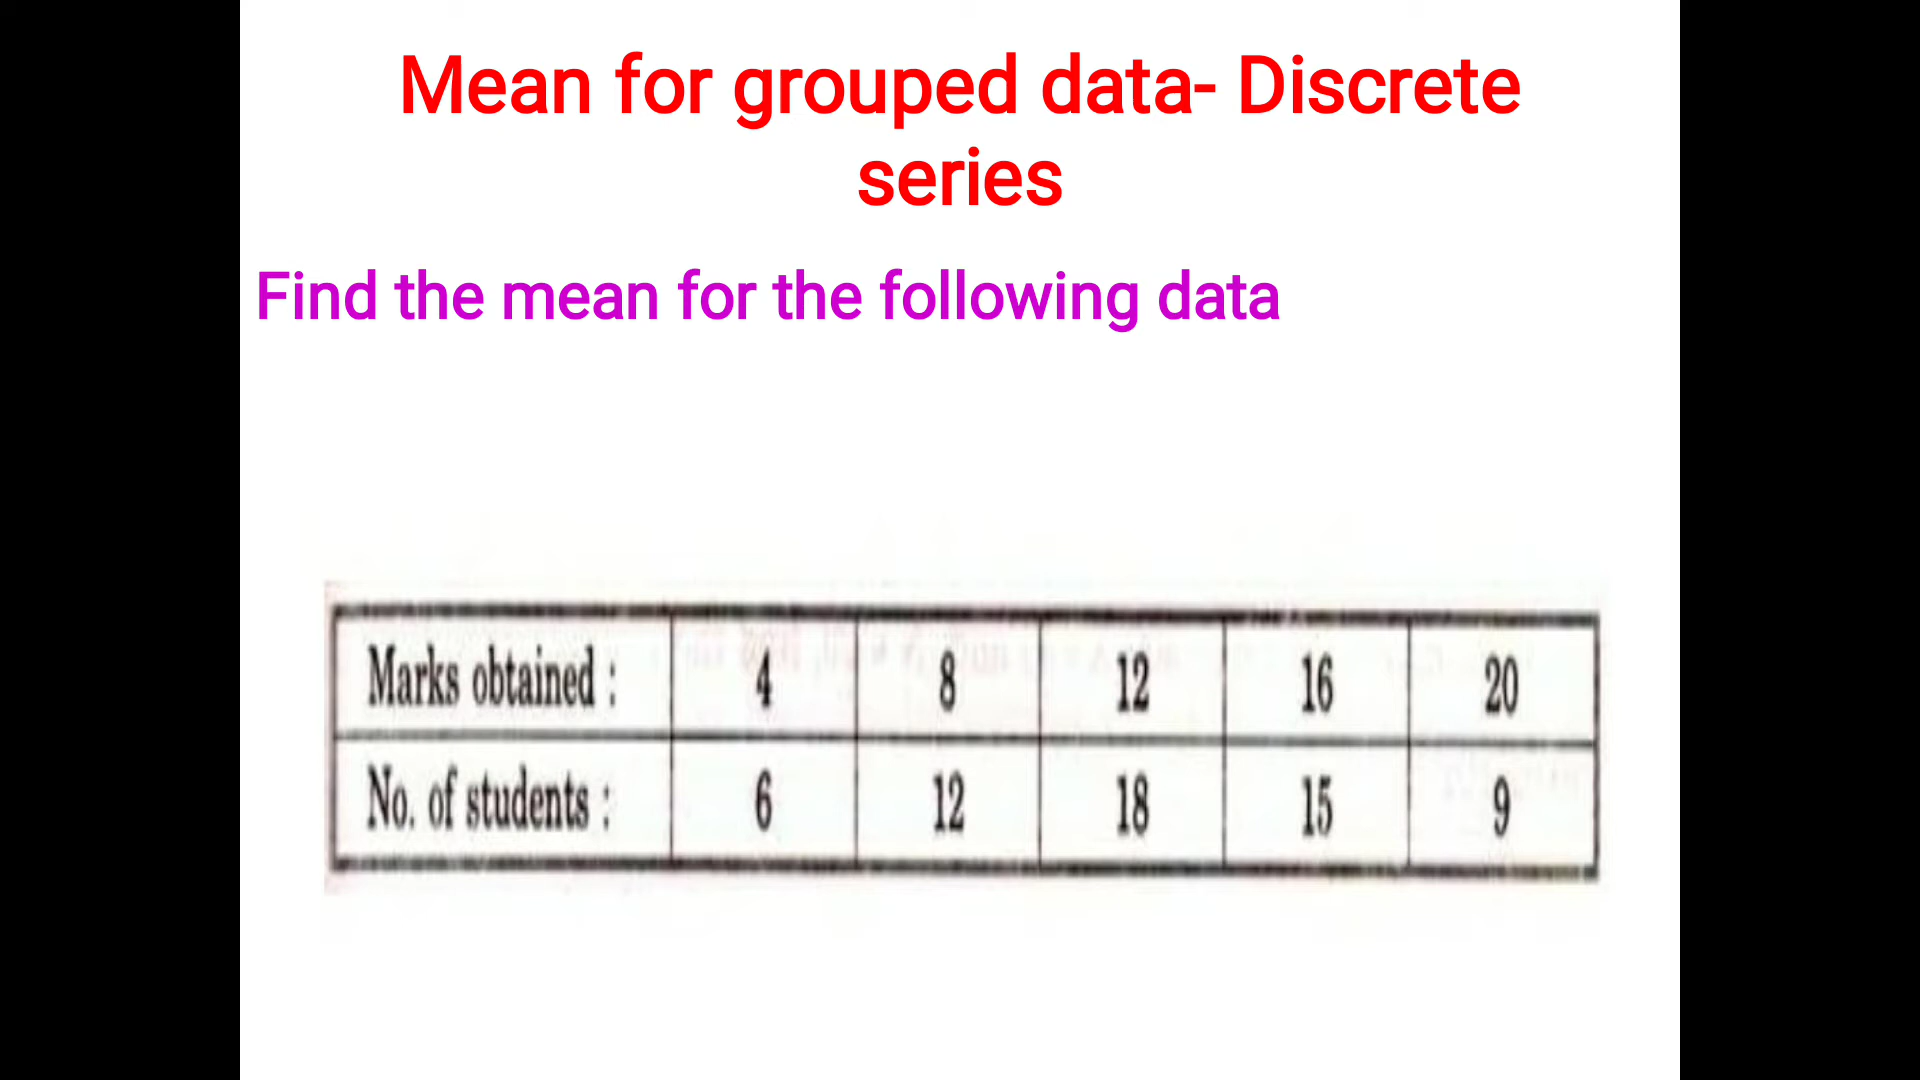 Mean for grouped data- Discrete
series
Find the mean for the following data
Marks obtained : 4 8 12 16 20
No. of students : 6 12 18 15 9